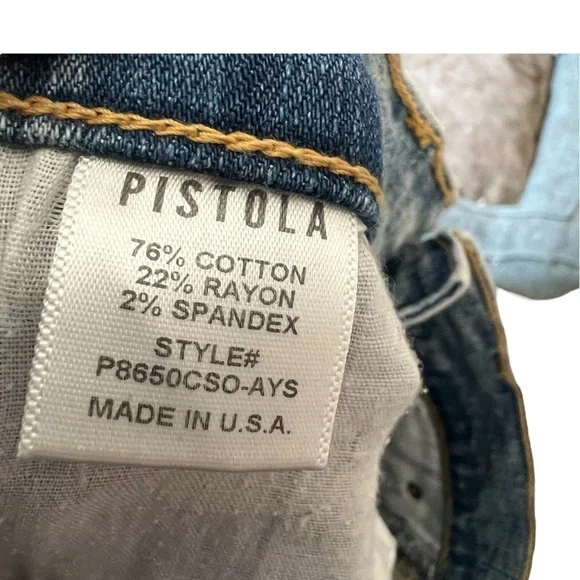 PISTOLA
76% COTTON
22% RAYON
2% SPANDEX
STYLE#
P8650CSO-AYS
MADE IN U.S.A.